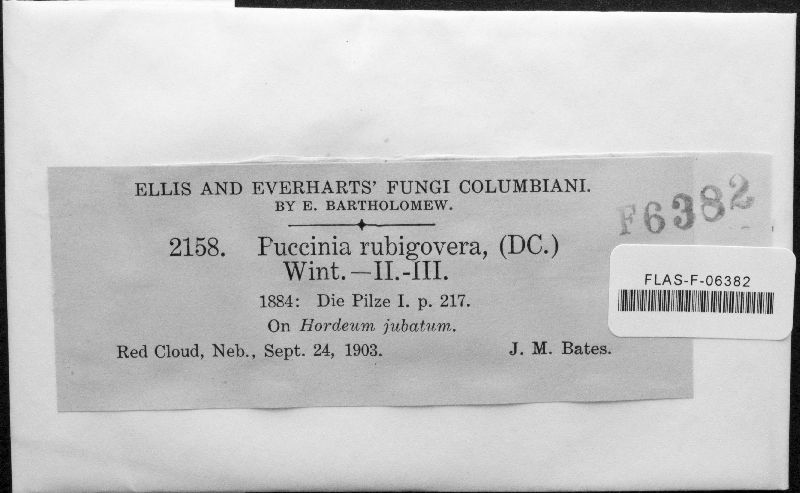 ELLIS AND EVERHARTS' FUNGI COLUMBIANI.
BY E. BARTHOLOMEW.
2158. Puccinia rubigovera, (DC.)
Wint.—II.-III.
1884: Die Pilze I. p. 217.
On Hordeum jubatum.
Red Cloud, Neb., Sept. 24, 1903. J. M. Bates.
F6382
FLAS-F-06382